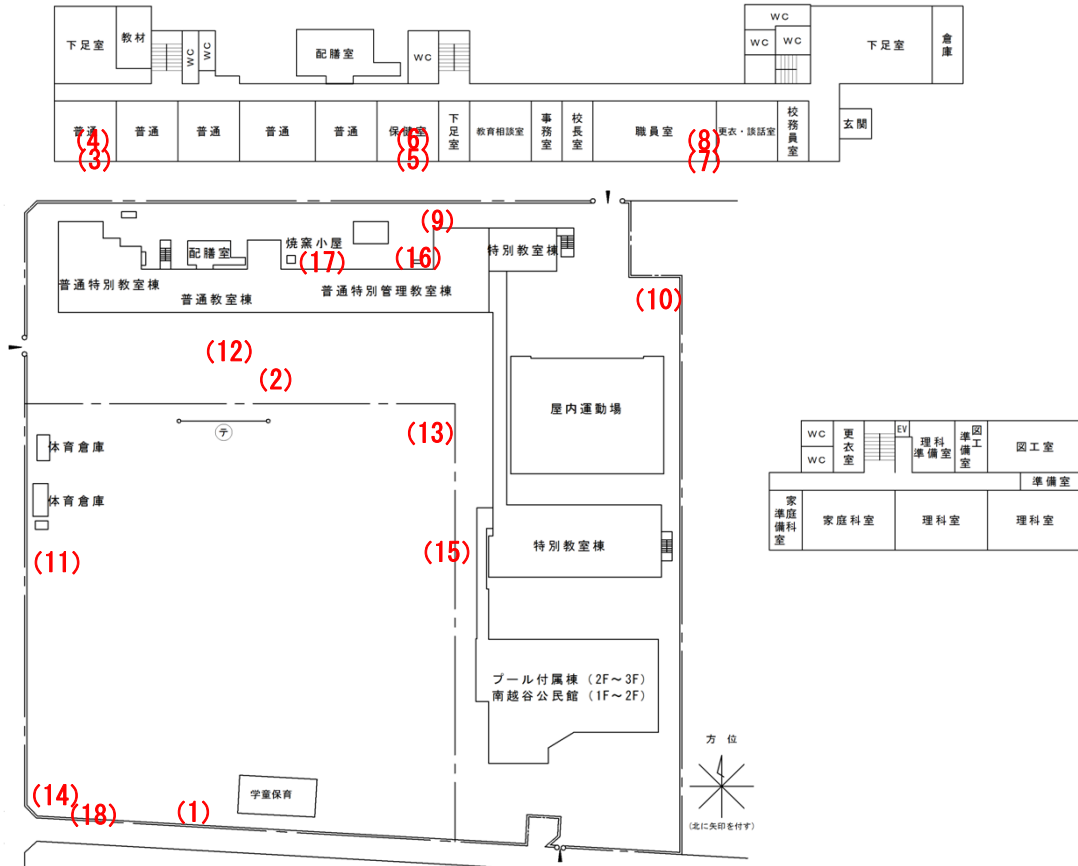 下足室
教材
WC
WC
配膳室
WC
WC
WC
WC
下足室
倉庫
普通
普通
普通
普通
普通
保健室
下足室
教育相談室
事務室
校長室
職員室
更衣・談話室
校務員室
玄関
(4)
(3)
(6)
(5)
(8)
(7)
(9)
配膳室
焼窯小屋
(17)
(16)
特別教室棟
普通特別教室棟
普通教室棟
普通特別管理教室棟
(10)
(12)
(2)
テ
(13)
屋内運動場
体育倉庫
体育倉庫
(11)
(15)
特別教室棟
WC
WC
更衣室
EV
理科準備室
図工準備室
図工室
準備室
家庭科準備室
家庭科室
理科室
理科室
プール付属棟(2F~3F)
南越谷公民館(1F~2F)
方位
(北に矢印を付す)
学童保育
(14)
(18)
(1)